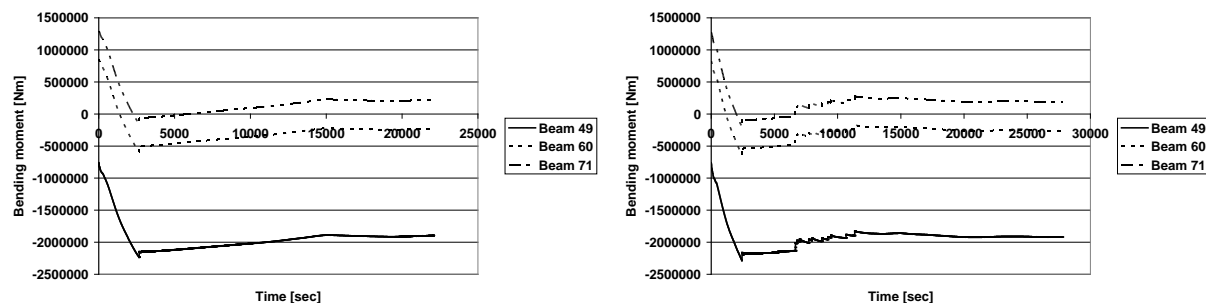 1500000
1000000
500000
0
-500000
-1000000
-1500000
-2000000
-2500000
0 5000 10000 15000 20000 25000
Bending moment [Nm]
Time [sec]
Beam 49
Beam 60
Beam 71
1500000
1000000
500000
0
-500000
-1000000
-1500000
-2000000
-2500000
0 5000 10000 15000 20000 25000 30000
Bending moment [Nm]
Time [sec]
Beam 49
Beam 60
Beam 71